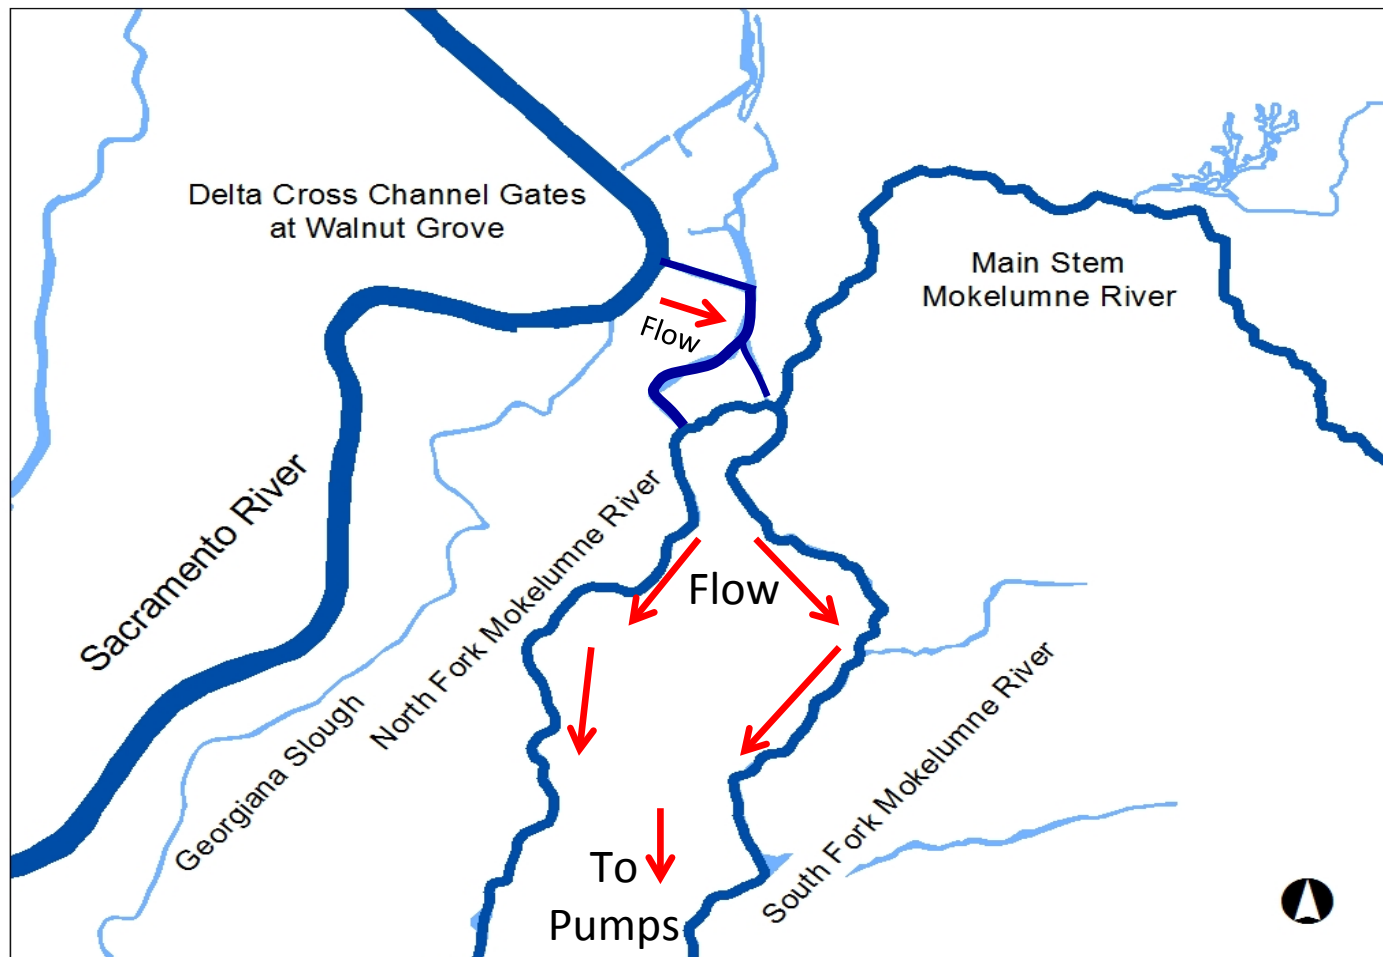 Delta Cross Channel Gates
at Walnut Grove
Main Stem
Mokelumne River
Flow
Sacramento River
North Fork Mokelumne River
Flow
Georgiana Slough
South Fork Mokelumne River
To
Pumps